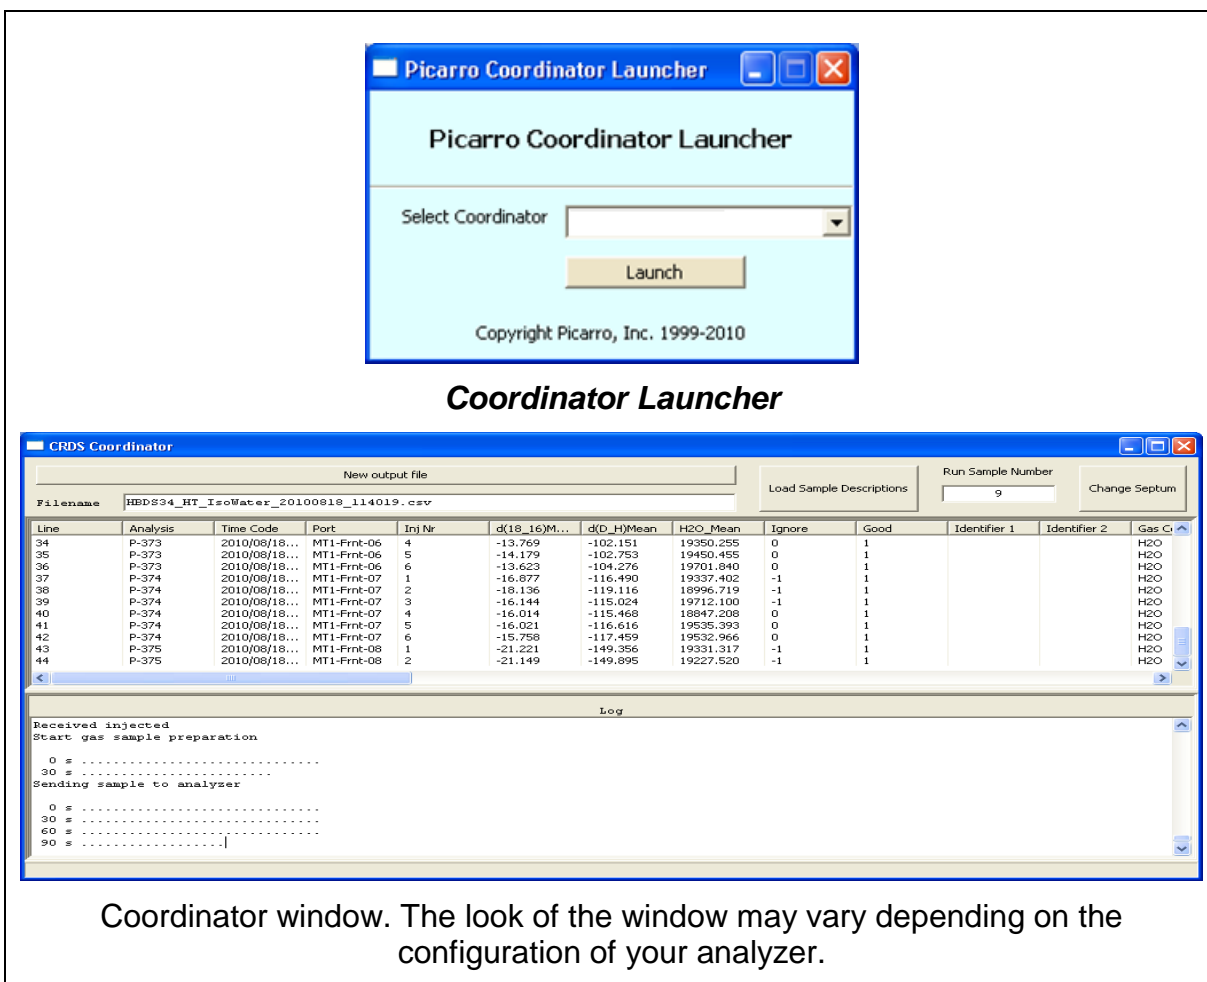 Picarro Coordinator Launcher
Picarro Coordinator Launcher
Select Coordinator
Launch
Copyright Picarro, Inc. 1999-2010
Coordinator Launcher
CRDS Coordinator
New output file
Filename HBDS34_HT_IsoWater_20100818_114019.csv
Load Sample Descriptions
Run Sample Number
9
Change Septum
Line Analysis Time Code Port Inj Nr d(18_16)M... d(D_H)Mean H2O_Mean Ignore Good Identifier 1 Identifier 2 Gas C
34 P-373 2010/08/18... MT1-Frnt-06 4 -13.769 -102.151 19350.255 0 1 H2O
35 P-373 2010/08/18... MT1-Frnt-06 5 -14.179 -102.753 19450.455 0 1 H2O
36 P-373 2010/08/18... MT1-Frnt-06 6 -13.623 -104.276 19701.840 0 1 H2O
37 P-374 2010/08/18... MT1-Frnt-07 1 -16.877 -116.490 19337.402 -1 1 H2O
38 P-374 2010/08/18... MT1-Frnt-07 2 -18.136 -119.116 18996.719 -1 1 H2O
39 P-374 2010/08/18... MT1-Frnt-07 3 -16.144 -115.024 19712.100 -1 1 H2O
40 P-374 2010/08/18... MT1-Frnt-07 4 -16.014 -115.468 18847.208 0 1 H2O
41 P-374 2010/08/18... MT1-Frnt-07 5 -16.021 -116.616 19535.393 0 1 H2O
42 P-374 2010/08/18... MT1-Frnt-07 6 -15.758 -117.459 19532.966 0 1 H2O
43 P-375 2010/08/18... MT1-Frnt-08 1 -21.221 -149.356 19331.317 -1 1 H2O
44 P-375 2010/08/18... MT1-Frnt-08 2 -21.149 -149.895 19227.520 -1 1 H2O
Log
Received injected
Start gas sample preparation
0 s ..............................
30 s ........................
Sending sample to analyzer
0 s ..............................
30 s ..............................
60 s ..............................
90 s ..................
Coordinator window. The look of the window may vary depending on the
configuration of your analyzer.